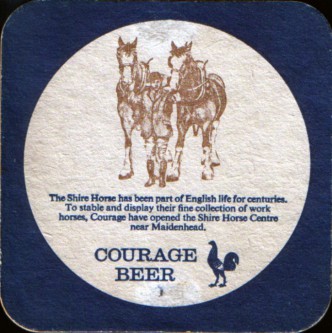 The Shire Horse has been part of English life for centuries.
To stable and display their fine collection of work
horses, Courage have opened the Shire Horse Centre
near Maidenhead.
COURAGE
BEER